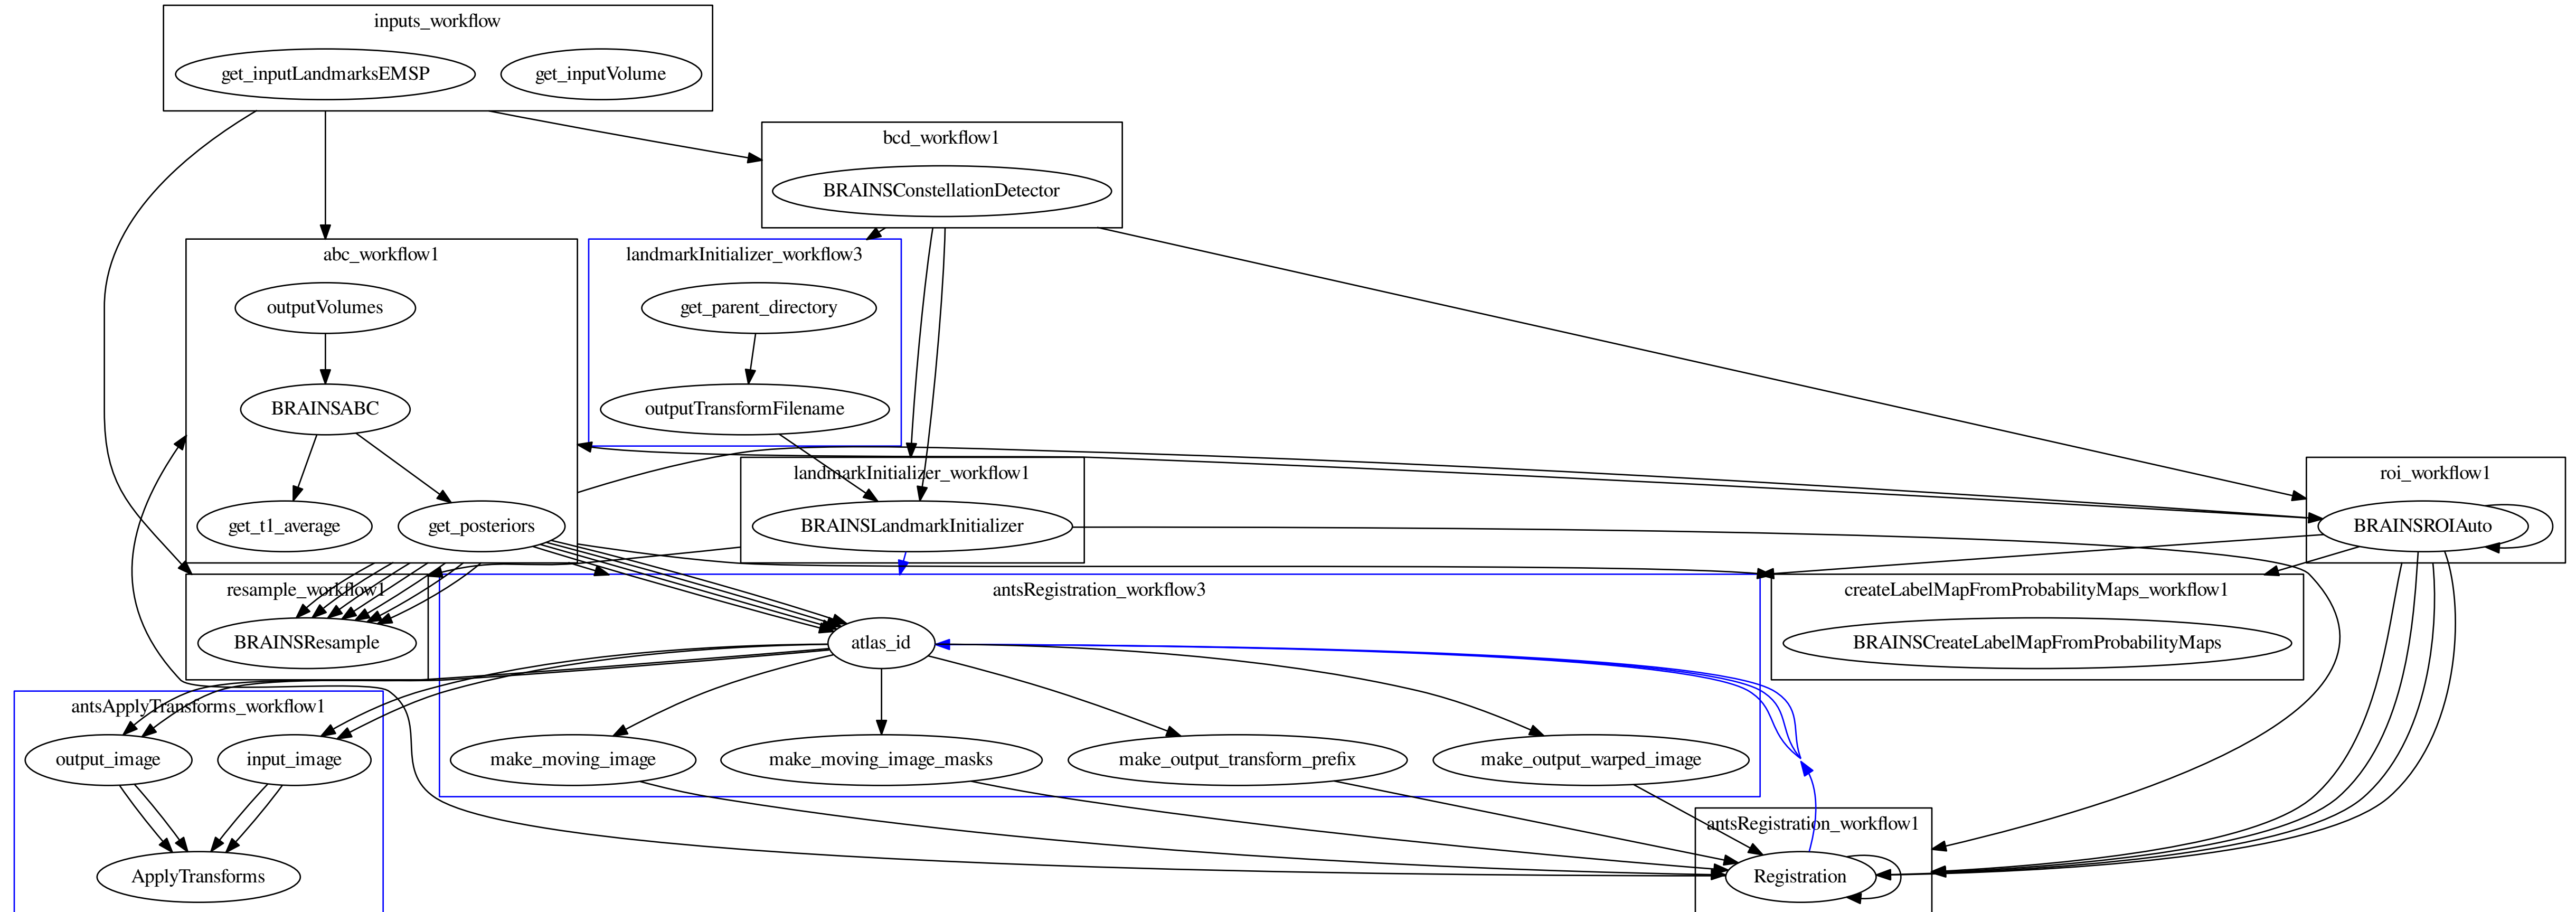 inputs_workflow
get_inputLandmarksEMSP
get_inputVolume
bcd_workflow1
BRAINSConstellationDetector
abc_workflow1
landmarkInitializer_workflow3
outputVolumes
get_parent_directory
BRAINSABC
outputTransformFilename
landmarkInitializer_workflow1
roi_workflow1
get_t1_average
get_posteriors
BRAINSLandmarkInitializer
BRAINSROIAuto
resample_workflow1
antsRegistration_workflow3
createLabelMapFromProbabilityMaps_workflow1
BRAINSResample
atlas_id
BRAINSCreateLabelMapFromProbabilityMaps
antsApplyTransforms_workflow1
output_image
input_image
make_moving_image
make_moving_image_masks
make_output_transform_prefix
make_output_warped_image
antsRegistration_workflow1
ApplyTransforms
Registration